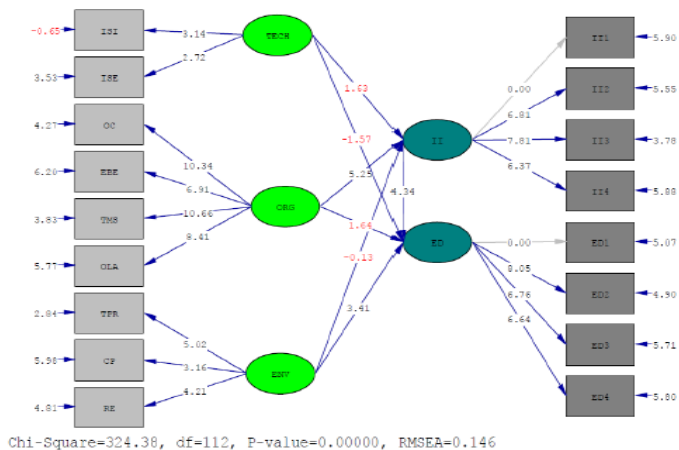 -0.65 ISI 3.14 TECH II1 5.90
3.53 ISE 2.72 1.63 0.00 II2 5.55
4.27 OC -1.57 II 6.81
7.81 II3 3.78
6.20 EBE 10.34 5.25 6.37
6.91 4.34 II4 5.88
3.83 TMS 10.66 ORG
9.41 1.64 ED 0.00 ED1 5.07
5.77 OLA -0.13 8.05
ED2 4.90
2.84 TPR 3.41 6.76
5.02 6.64 ED3 5.71
5.98 CP 3.16 ENV
4.21 ED4 5.80
4.81 RE
Chi-Square=324.38, df=112, P-value=0.00000, RMSEA=0.146